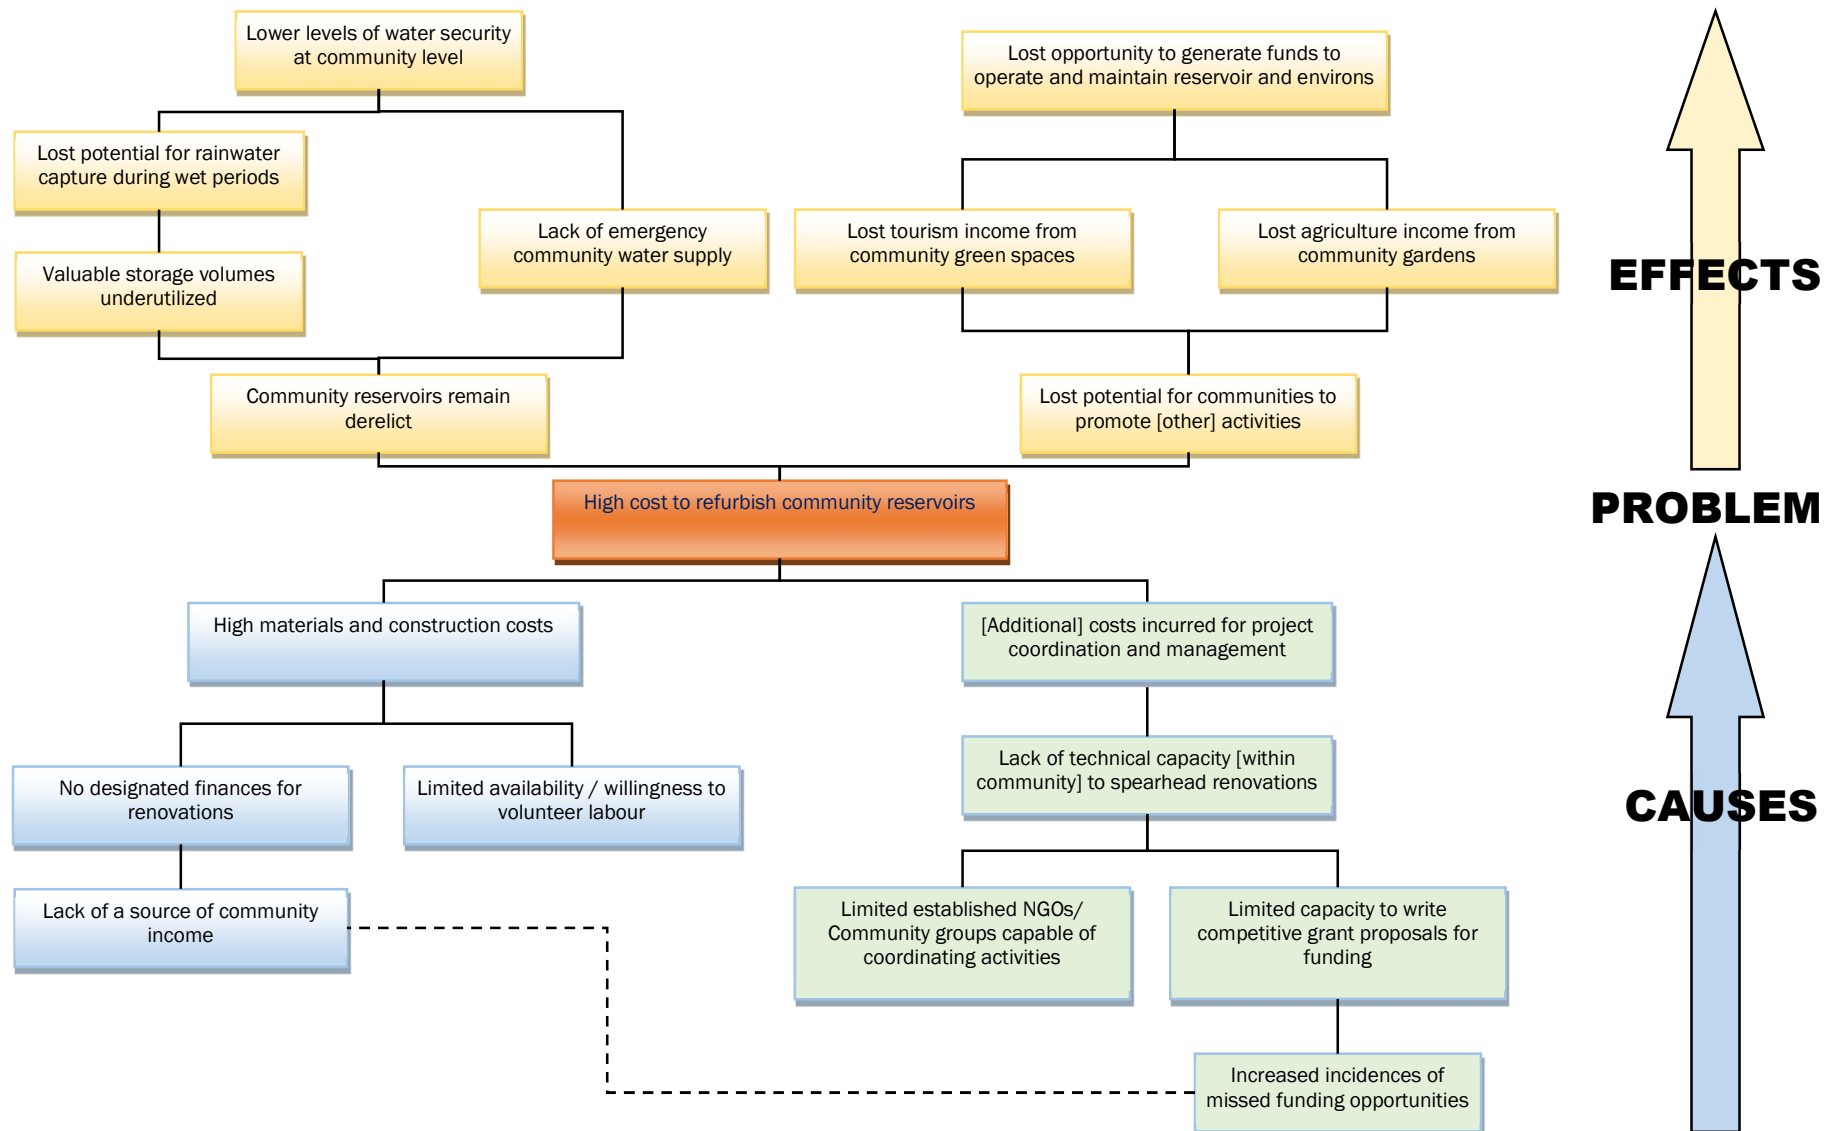 Lower levels of water security
at community level
Lost opportunity to generate funds to
operate and maintain reservoir and environs
Lost potential for rainwater
capture during wet periods
Lack of emergency
community water supply
Lost tourism income from
community green spaces
Lost agriculture income from
community gardens
EFFECTS
Valuable storage volumes
underutilized
Community reservoirs remain
derelict
Lost potential for communities to
promote [other] activities
High cost to refurbish community reservoirs
PROBLEM
High materials and construction costs
[Additional] costs incurred for project
coordination and management
No designated finances for
renovations
Limited availability / willingness to
volunteer labour
Lack of technical capacity [within
community] to spearhead renovations
CAUSES
Lack of a source of community
income
Limited established NGOs/
Community groups capable of
coordinating activities
Limited capacity to write
competitive grant proposals for
funding
Increased incidences of
missed funding opportunities